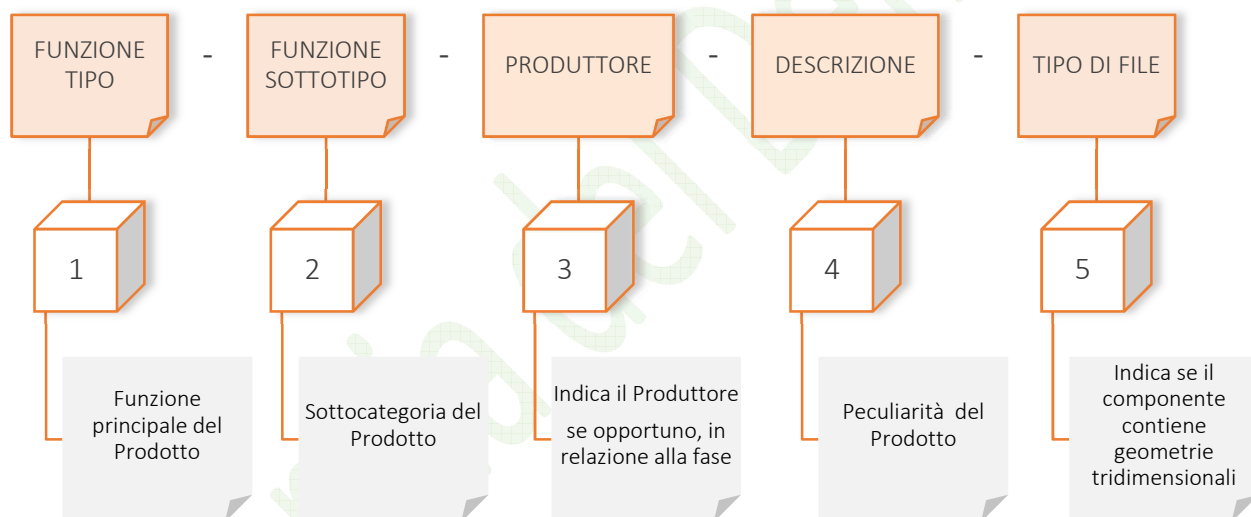 FUNZIONE
TIPO
-
FUNZIONE
SOTTOTIPO
-
PRODUTTORE
-
DESCRIZIONE
-
TIPO DI FILE
1
2
3
4
5
Funzione
principale del
Prodotto
Sottocategoria del
Prodotto
Indica il Produttore
se opportuno, in
relazione alla fase
Peculiarità del
Prodotto
Indica se il
componente
contiene
geometrie
tridimensionali